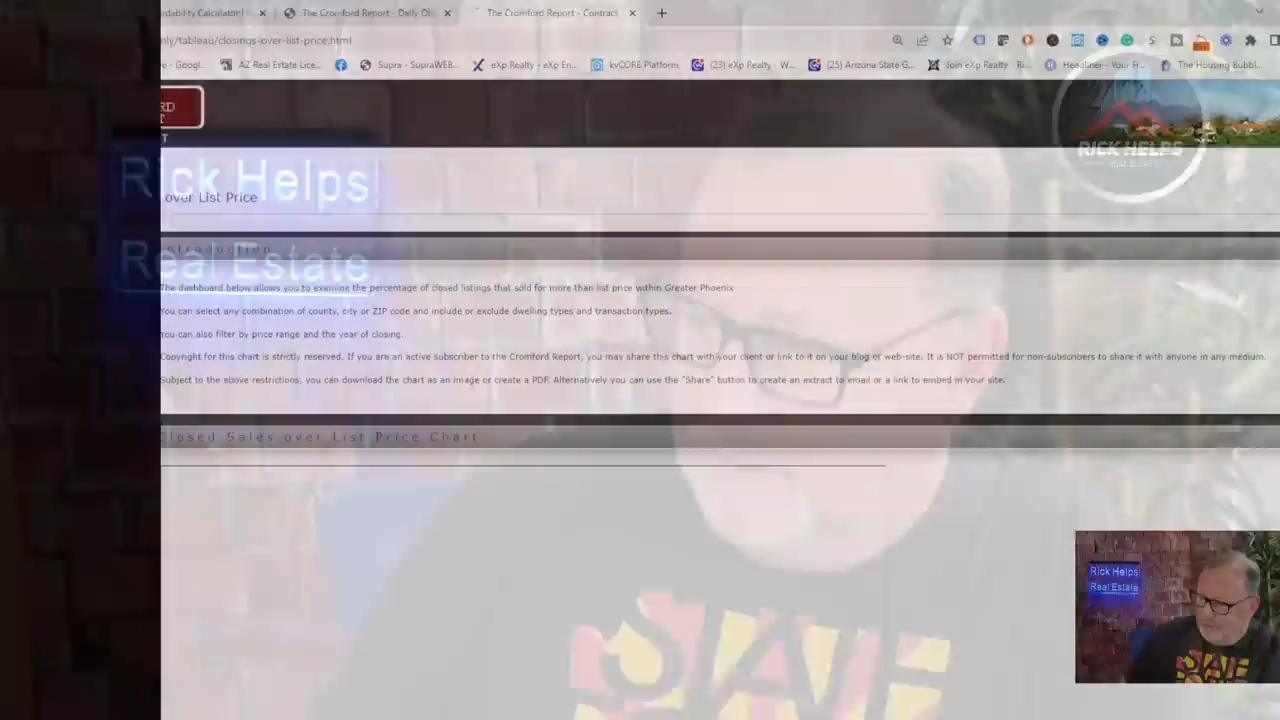 rdability Calculator |
The Cromford Report - Daily Ob
The Cromford Report - Contract
nly/tableau/closings-over-list-price.html
e - Googl...
AZ Real Estate Lice...
Supra - SupraWEB...
eXp Realty - eXp En...
kvCORE Platform
(23) eXp Realty | W...
(25) Arizona State G...
Join eXp Realty | Ri...
Headliner - Your Fr...
The Housing Bubbl...
RD
T
T
RICK HELPS
Rick Helps
over List Price
Real Estate
Introduction
The dashboard below allows you to examine the percentage of closed listings that sold for more than list price within Greater Phoenix
You can select any combination of county, city or ZIP code and include or exclude dwelling types and transaction types.
You can also filter by price range and the year of closing.
Copyright for this chart is strictly reserved. If you are an active subscriber to the Cromford Report, you may share this chart with your client or link to it on your blog or web-site. It is NOT permitted for non-subscribers to share it with anyone in any medium.
Subject to the above restrictions, you can download the chart as an image or create a PDF. Alternatively you can use the "Share" button to create an extract to email or a link to embed in your site.
Closed Sales over List Price Chart
Rick Helps
Real Estate
STATE
STATE